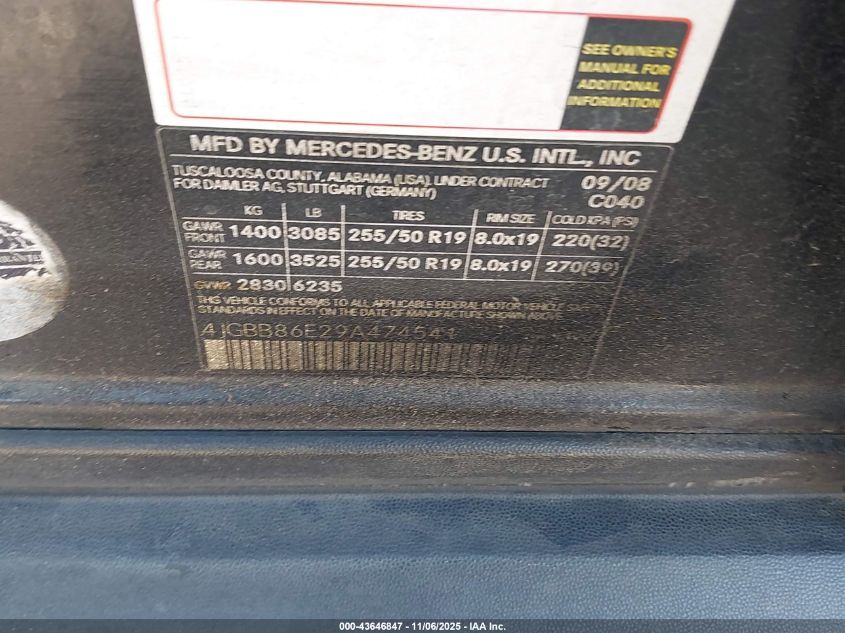 SEE OWNER'S
MANUAL FOR
ADDITIONAL
INFORMATION
MFD BY MERCEDES-BENZ U.S. INTL., INC
TUSCALOOSA COUNTY, ALABAMA (USA), UNDER CONTRACT
FOR DAIMLER AG, STUTTGART (GERMANY)
09/08
C040
KG LB TIRES RIM SIZE COLD KPA (PSI)
GAWR FRONT 1400 3085 255/50 R19 8.0x19 220(32)
GAWR REAR 1600 3525 255/50 R19 8.0x19 270(39)
GVWR 2830 6235
THIS VEHICLE CONFORMS TO ALL APPLICABLE FEDERAL MOTOR VEHICLE
IN EFFECT ON THE DATE OF MANUFACTURE SHOWN ABOVE
4JGBB86E29A474541
000-43646847 - 11/06/2025 - IAA Inc.